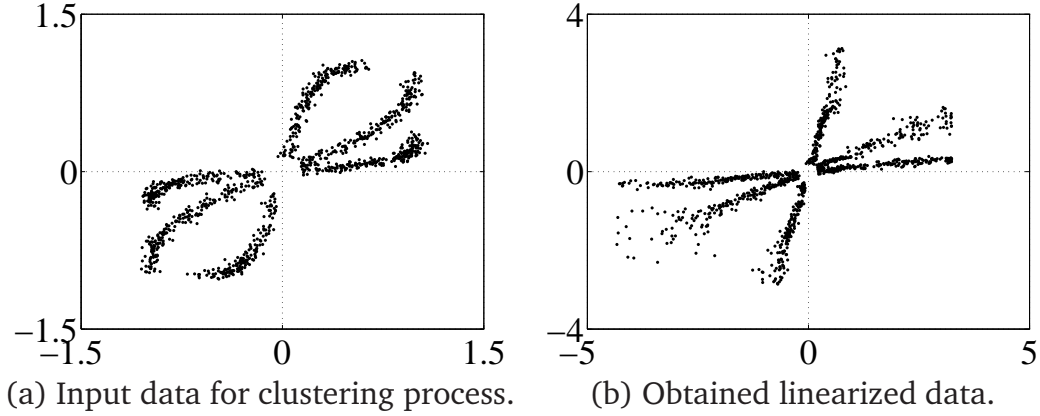 1.5
0
−1.5
−1.5 0 1.5
(a) Input data for clustering process.
4
0
−4
−5 0 5
(b) Obtained linearized data.